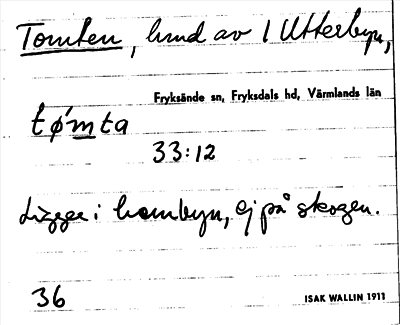 Tomten, hmd av 1 Utterbyn,
Fryksände sn, Fryksdals hd, Värmlands län
tǿmta
33:12
Ligger i hembyn, ej på skogen.
36
ISAK WALLIN 1911